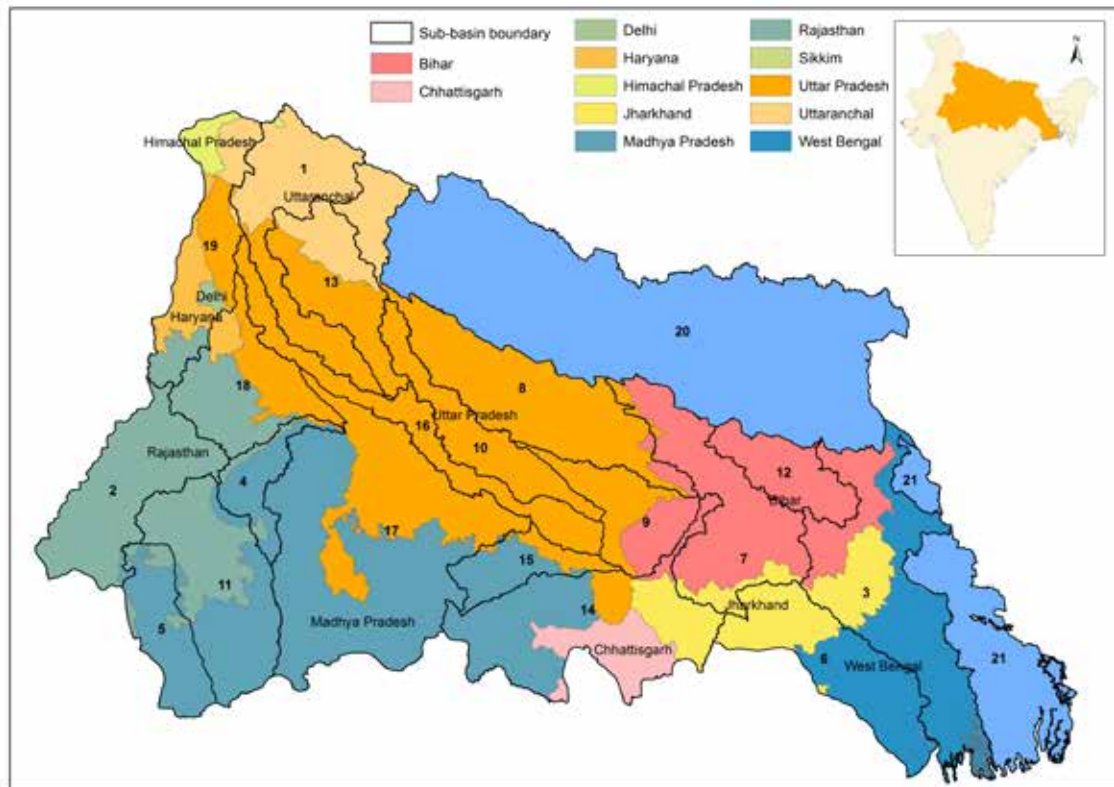 Sub-basin boundary
Bihar
Chhattisgarh
Delhi
Haryana
Himachal Pradesh
Jharkhand
Madhya Pradesh
Rajasthan
Sikkim
Uttar Pradesh
Uttaranchal
West Bengal
N
Himachal Pradesh
1
Uttaranchal
19
13
Delhi
Haryana
20
18
8
16
Uttar Pradesh
10
Rajasthan
2
4
12
Bihar
21
9
17
7
15
11
3
14
Jharkhand
5
Madhya Pradesh
Chhattisgarh
6
West Bengal
21